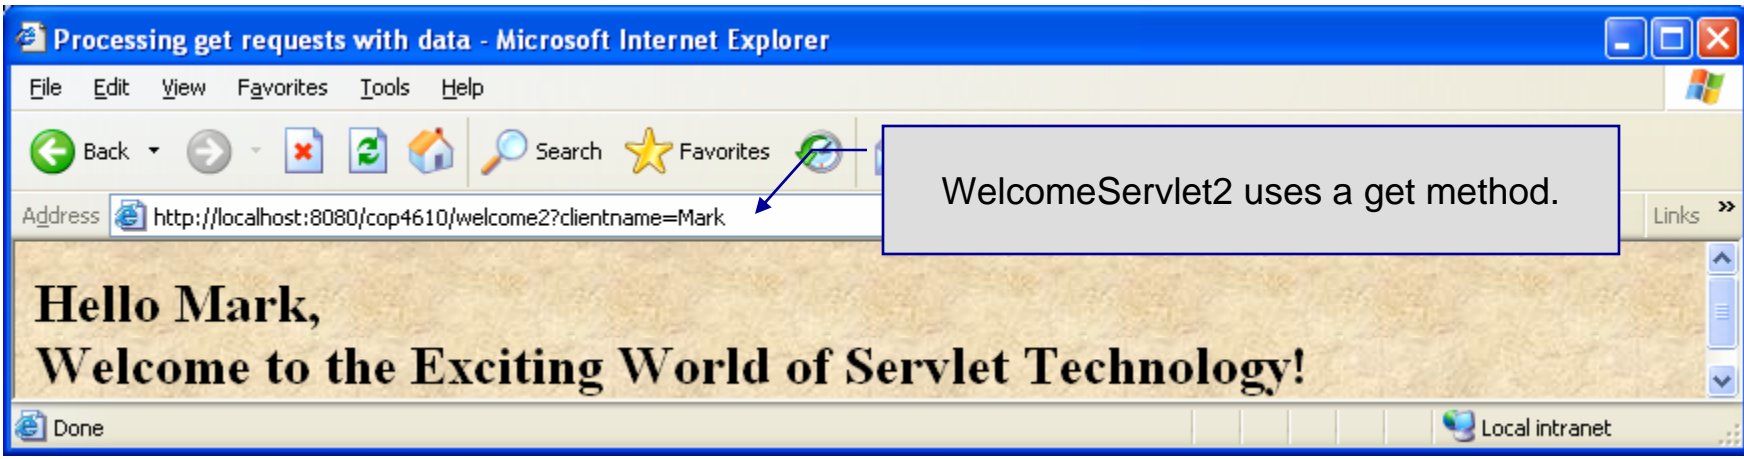 Processing get requests with data - Microsoft Internet Explorer
File Edit View Favorites Tools Help
Back Search Favorites
WelcomeServlet2 uses a get method.
Address http://localhost:8080/cop4610/welcome2?clientname=Mark Links »
Hello Mark,
Welcome to the Exciting World of Servlet Technology!
Done Local intranet